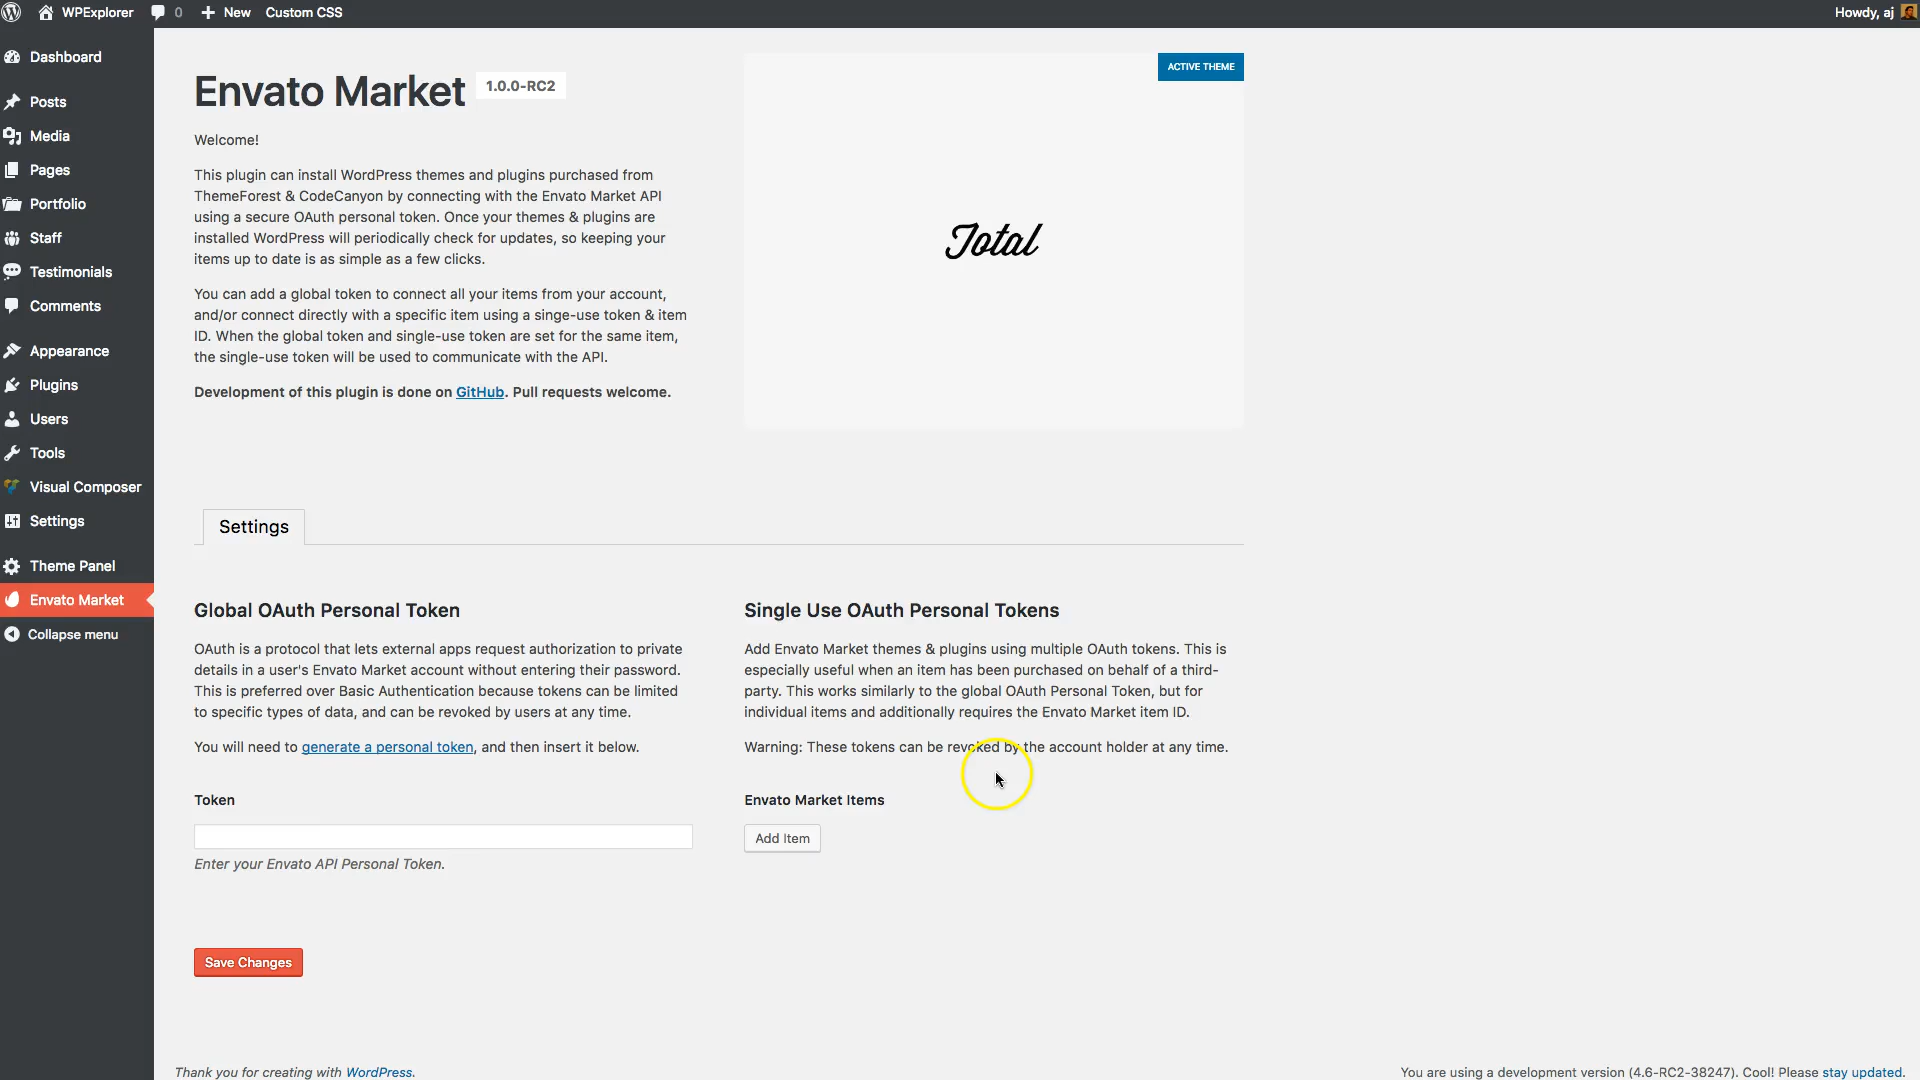 WPExplorer 0 New Custom CSS Howdy, aj
Dashboard
Posts
Media
Pages
Portfolio
Staff
Testimonials
Comments
Appearance
Plugins
Users
Tools
Visual Composer
Settings
Theme Panel
Envato Market
Collapse menu
Envato Market 1.0.0-RC2
Welcome!
This plugin can install WordPress themes and plugins purchased from
ThemeForest & CodeCanyon by connecting with the Envato Market API
using a secure OAuth personal token. Once your themes & plugins are
installed WordPress will periodically check for updates, so keeping your
items up to date is as simple as a few clicks.
You can add a global token to connect all your items from your account,
and/or connect directly with a specific item using a singe-use token & item
ID. When the global token and single-use token are set for the same item,
the single-use token will be used to communicate with the API.
Development of this plugin is done on GitHub. Pull requests welcome.
ACTIVE THEME
Total
Settings
Global OAuth Personal Token
OAuth is a protocol that lets external apps request authorization to private
details in a user's Envato Market account without entering their password.
This is preferred over Basic Authentication because tokens can be limited
to specific types of data, and can be revoked by users at any time.
You will need to generate a personal token, and then insert it below.
Token
Enter your Envato API Personal Token.
Single Use OAuth Personal Tokens
Add Envato Market themes & plugins using multiple OAuth tokens. This is
especially useful when an item has been purchased on behalf of a third-
party. This works similarly to the global OAuth Personal Token, but for
individual items and additionally requires the Envato Market item ID.
Warning: These tokens can be revoked by the account holder at any time.
Envato Market Items
Add Item
Save Changes
Thank you for creating with WordPress.
You are using a development version (4.6-RC2-38247). Cool! Please stay updated.